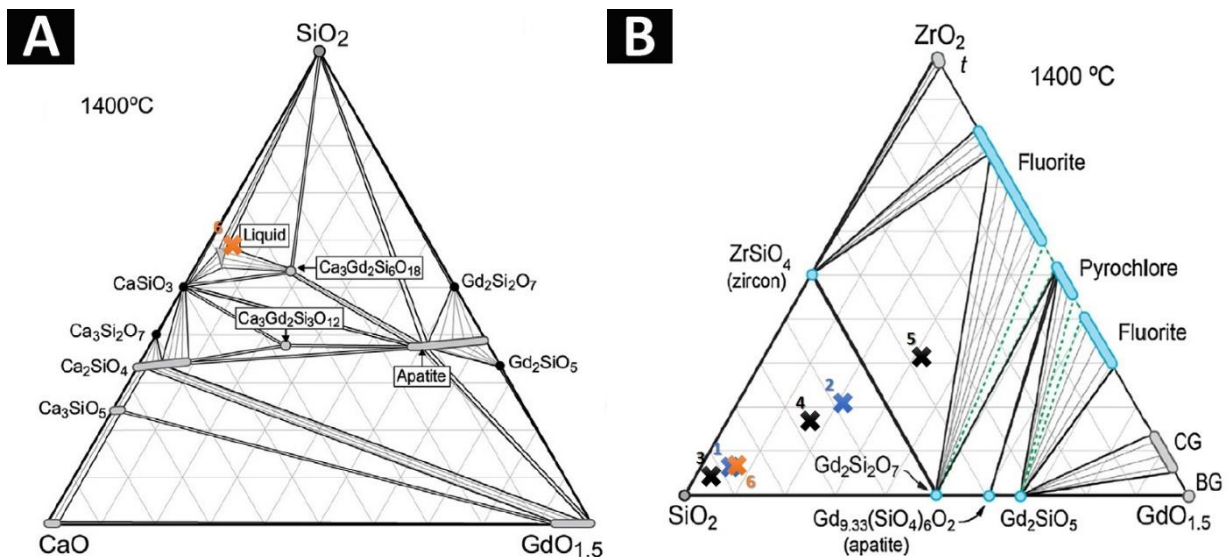 A
SiO2
1400ºC
6
Liquid
Ca3Gd2Si6O18
CaSiO3
Gd2Si2O7
Ca3Gd2Si3O12
Ca3Si2O7
Ca2SiO4
Gd2SiO5
Apatite
Ca3SiO5
CaO
GdO1.5
B
ZrO2
t
1400 ºC
Fluorite
ZrSiO4
(zircon)
Pyrochlore
Fluorite
5
2
4
3
1
6
Gd2Si2O7
CG
BG
SiO2
Gd9.33(SiO4)6O2
(apatite)
Gd2SiO5
GdO1.5